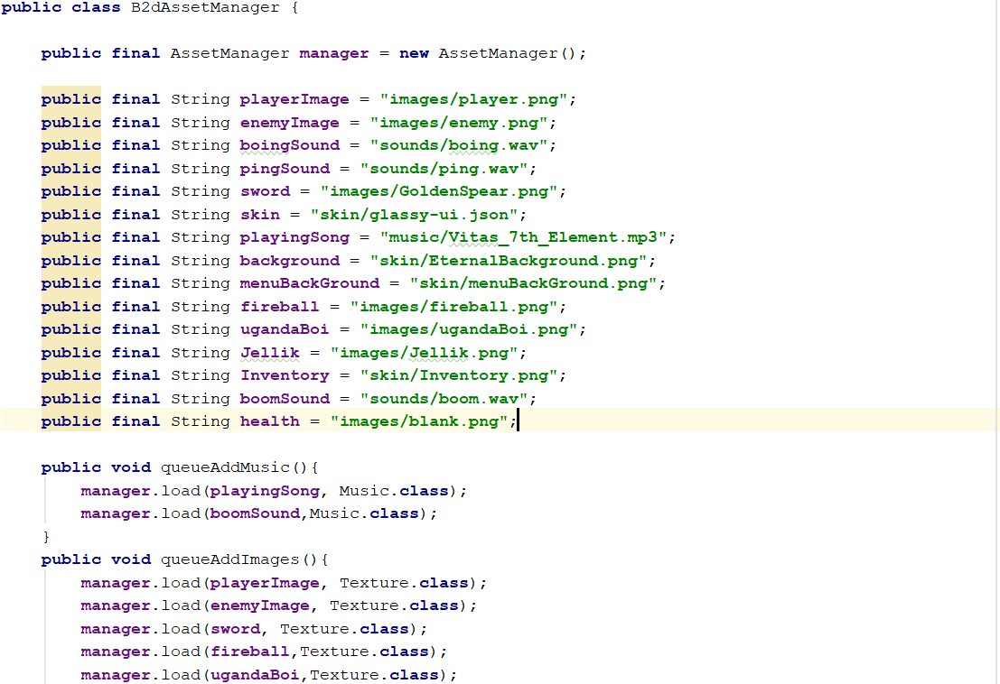 public class B2dAssetManager {
public final AssetManager manager = new AssetManager();
public final String playerImage = "images/player.png";
public final String enemyImage = "images/enemy.png";
public final String boingSound = "sounds/boing.wav";
public final String pingSound = "sounds/ping.wav";
public final String sword = "images/GoldenSpear.png";
public final String skin = "skin/glassy-ui.json";
public final String playingSong = "music/Vitas_7th_Element.mp3";
public final String background = "skin/EternalBackground.png";
public final String menuBackGround = "skin/menuBackGround.png";
public final String fireball = "images/fireball.png";
public final String ugandaBoi = "images/ugandaBoi.png";
public final String Jellik = "images/Jellik.png";
public final String Inventory = "skin/Inventory.png";
public final String boomSound = "sounds/boom.wav";
public final String health = "images/blank.png";
public void queueAddMusic(){
manager.load(playingSong, Music.class);
manager.load(boomSound,Music.class);
}
public void queueAddImages(){
manager.load(playerImage, Texture.class);
manager.load(enemyImage, Texture.class);
manager.load(sword, Texture.class);
manager.load(fireball,Texture.class);
manager.load(ugandaBoi,Texture.class);